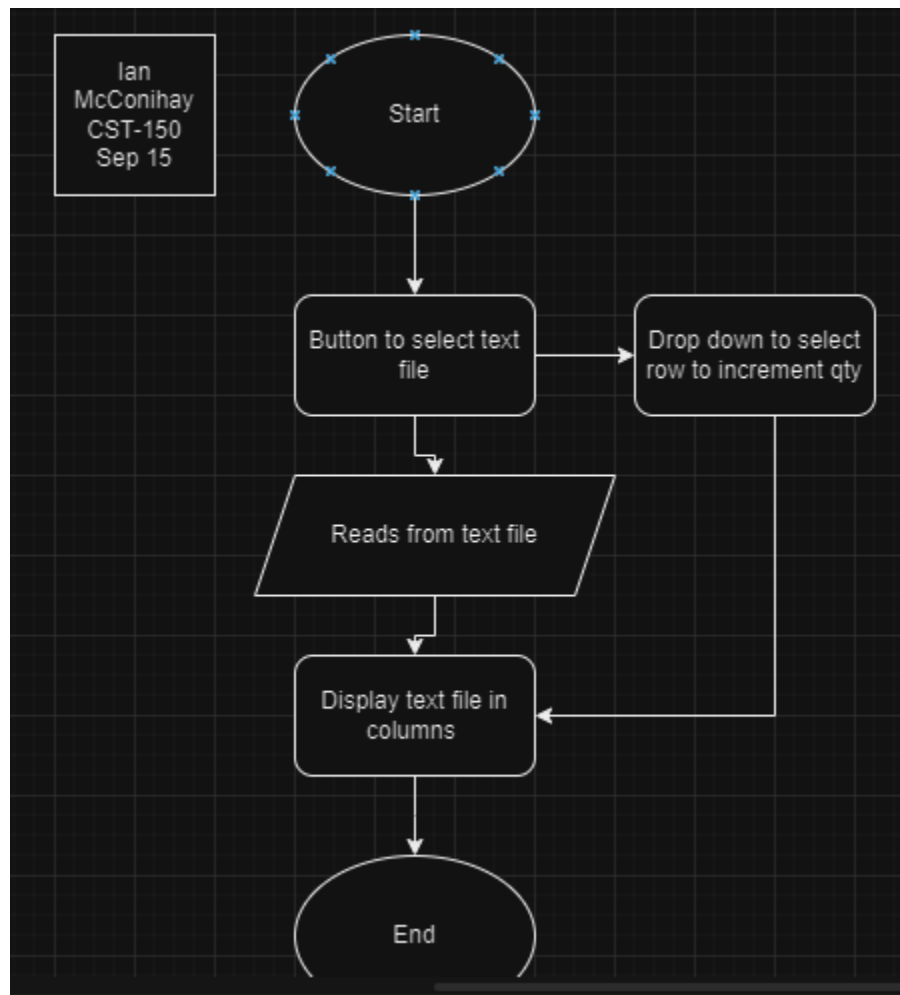 Ian
McConihay
CST-150
Sep 15
Start
Button to select text
file
Drop down to select
row to increment qty
Reads from text file
Display text file in
columns
End